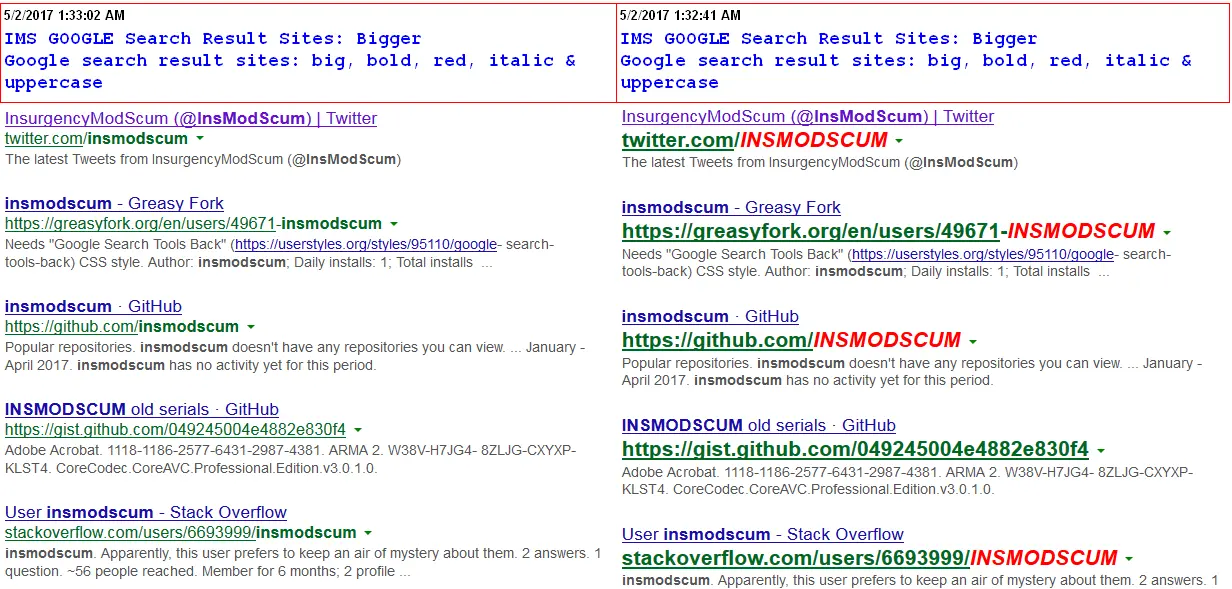 5/2/2017 1:33:02 AM
IMS GOOGLE Search Result Sites: Bigger
Google search result sites: big, bold, red, italic &
uppercase
InsurgencyModScum (@InsModScum) | Twitter
twitter.com/insmodscum
The latest Tweets from InsurgencyModScum (@InsModScum)
insmodscum - Greasy Fork
https://greasyfork.org/en/users/49671-insmodscum
Needs "Google Search Tools Back" (https://userstyles.org/styles/95110/google- search-
tools-back) CSS style. Author: insmodscum; Daily installs: 1; Total installs ...
insmodscum · GitHub
https://github.com/insmodscum
Popular repositories. insmodscum doesn't have any repositories you can view. ... January -
April 2017. insmodscum has no activity yet for this period.
INSMODSCUM old serials · GitHub
https://gist.github.com/049245004e4882e830f4
Adobe Acrobat. 1118-1186-2577-6431-2987-4381. ARMA 2. W38V-H7JG4- 8ZLJG-CXYXP-
KLST4. CoreCodec.CoreAVC.Professional.Edition.v3.0.1.0.
User insmodscum - Stack Overflow
stackoverflow.com/users/6693999/insmodscum
insmodscum. Apparently, this user prefers to keep an air of mystery about them. 2 answers. 1
question. ~56 people reached. Member for 6 months; 2 profile ...
5/2/2017 1:32:41 AM
IMS GOOGLE Search Result Sites: Bigger
Google search result sites: big, bold, red, italic &
uppercase
InsurgencyModScum (@InsModScum) | Twitter
twitter.com/INSMODSCUM
The latest Tweets from InsurgencyModScum (@InsModScum)
insmodscum - Greasy Fork
https://greasyfork.org/en/users/49671-INSMODSCUM
Needs "Google Search Tools Back" (https://userstyles.org/styles/95110/google- search-
tools-back) CSS style. Author: insmodscum; Daily installs: 1; Total installs ...
insmodscum · GitHub
https://github.com/INSMODSCUM
Popular repositories. insmodscum doesn't have any repositories you can view. ... January -
April 2017. insmodscum has no activity yet for this period.
INSMODSCUM old serials · GitHub
https://gist.github.com/049245004e4882e830f4
Adobe Acrobat. 1118-1186-2577-6431-2987-4381. ARMA 2. W38V-H7JG4- 8ZLJG-CXYXP-
KLST4. CoreCodec.CoreAVC.Professional.Edition.v3.0.1.0.
User insmodscum - Stack Overflow
stackoverflow.com/users/6693999/INSMODSCUM
insmodscum. Apparently, this user prefers to keep an air of mystery about them. 2 answers. 1